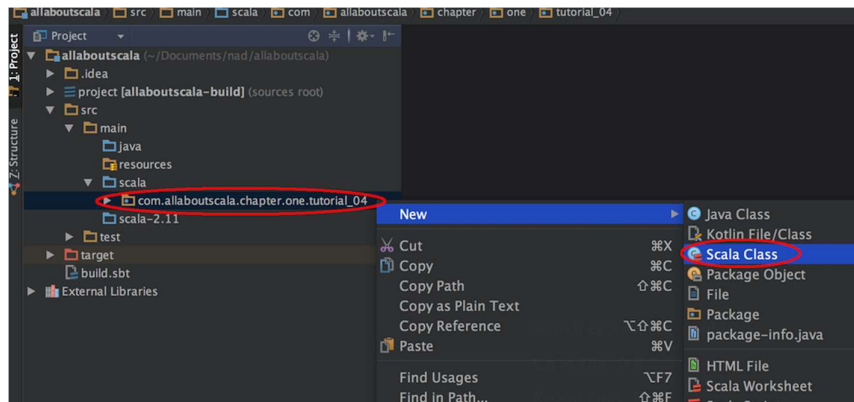 allaboutscala src main scala com allaboutscala chapter one tutorial_04
Project
1: Project
allaboutscala (~/Documents/nad/allaboutscala)
.idea
project [allaboutscala-build] (sources root)
src
main
java
resources
scala
com.allaboutscala.chapter.one.tutorial_04
scala-2.11
test
target
build.sbt
External Libraries
Z: Structure
New
Cut ⌘X
Copy ⌘C
Copy Path ⇧⌘C
Copy as Plain Text
Copy Reference ⌥⇧⌘C
Paste ⌘V
Find Usages ⌥F7
Find in Path... ⇧⌘F
Java Class
Kotlin File/Class
Scala Class
Package Object
File
Package
package-info.java
HTML File
Scala Worksheet